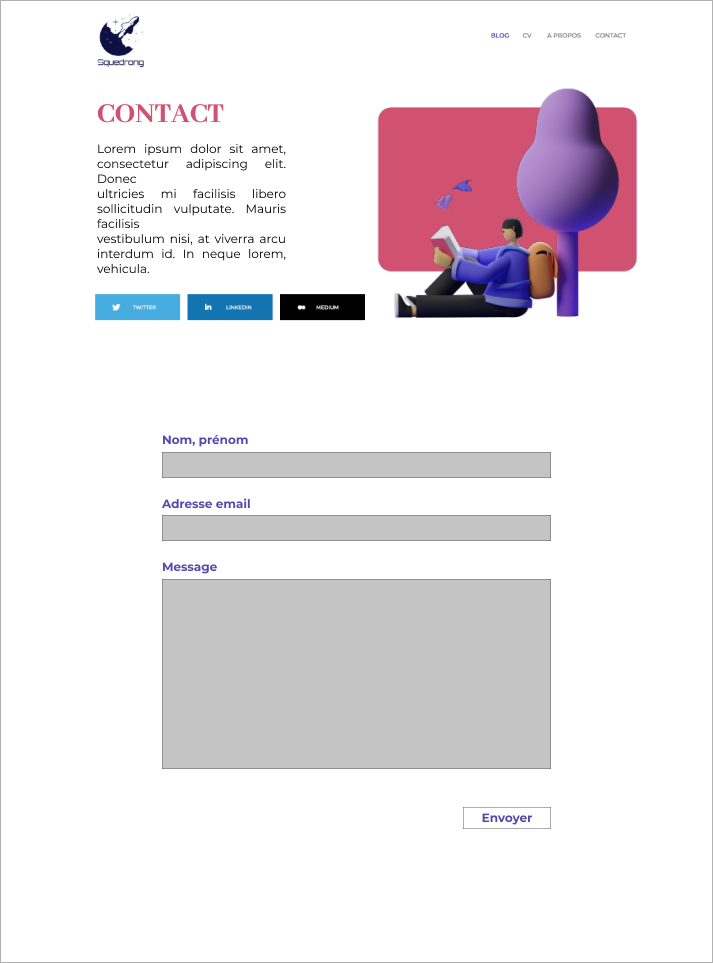 Squedrong
BLOG CV A PROPOS CONTACT
CONTACT
Lorem ipsum dolor sit amet,
consectetur adipiscing elit.
Donec
ultricies mi facilisis libero
sollicitudin vulputate. Mauris
facilisis
vestibulum nisi, at viverra arcu
interdum id. In neque lorem,
vehicula.
TWITTER LINKEDIN MEDIUM
Nom, prénom
Adresse email
Message
Envoyer